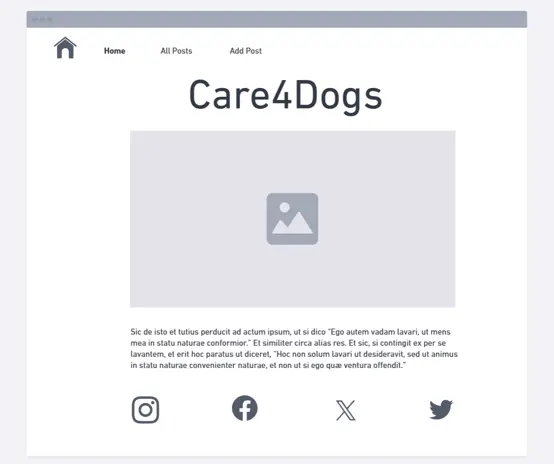 Home All Posts Add Post
Care4Dogs
Sic de isto et tutius perducit ad actum ipsum, ut si dico "Ego autem vadam lavari, ut mens
mea in statu naturae conformior." Et similiter circa alias res. Et sic, si contingit ex per se
lavantem, et erit hoc paratus ut diceret, "Hoc non solum lavari ut desideravit, sed ut animus
in statu naturae convenienter naturae, et non ut si ego quæ ventura offendit."